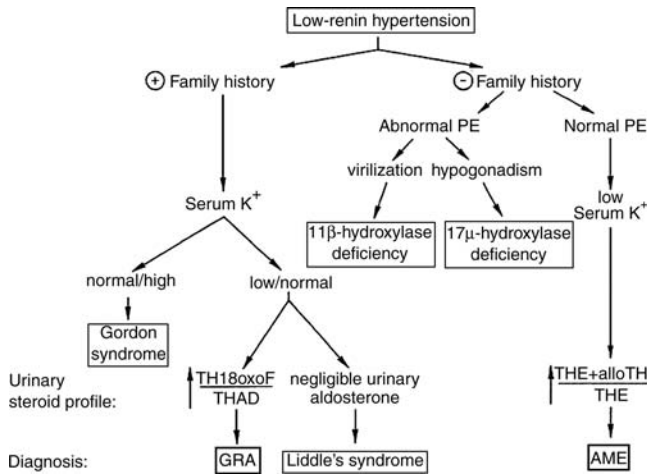 Low-renin hypertension
+ Family history
− Family history
Abnormal PE
Normal PE
virilization
hypogonadism
Serum K+
low
Serum K+
11β-hydroxylase
deficiency
17μ-hydroxylase
deficiency
normal/high
low/normal
Gordon
syndrome
Urinary
steroid profile:
TH18oxoF
THAD
negligible urinary
aldosterone
THE+alloTH
THE
Diagnosis:
GRA
Liddle's syndrome
AME